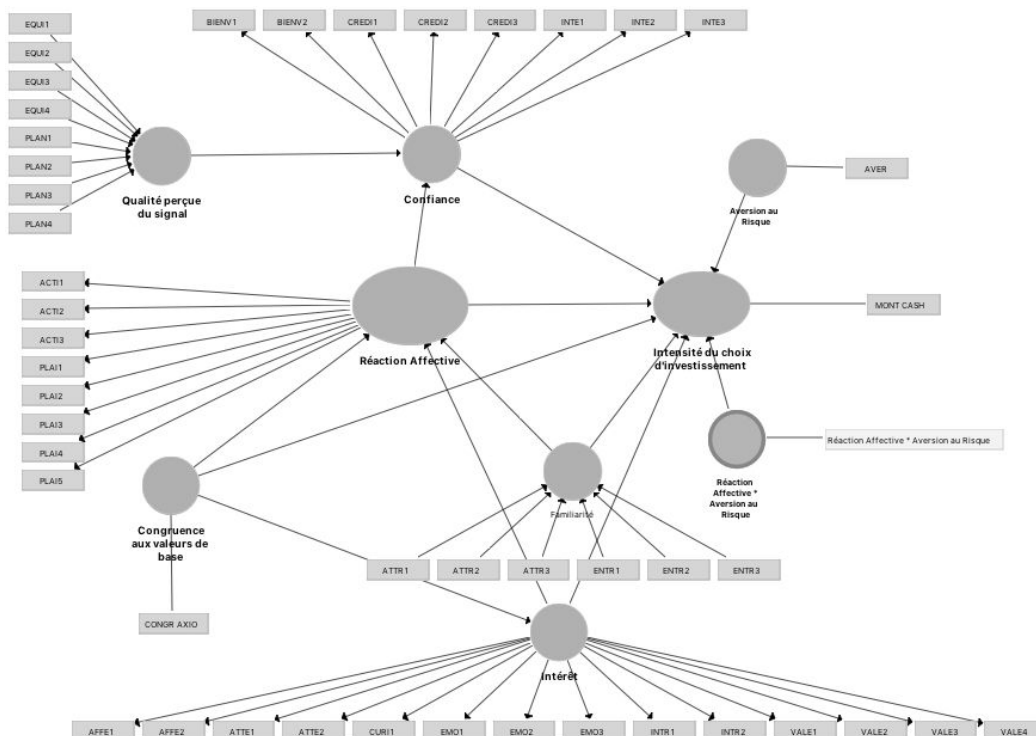 EQUI1
EQUI2
EQUI3
EQUI4
PLAN1
PLAN2
PLAN3
PLAN4
BIENV1
BIENV2
CREDI1
CREDI2
CREDI3
INTE1
INTE2
INTE3
Qualité perçue
du signal
Confiance
Aversion au
Risque
AVER
ACTI1
ACTI2
ACTI3
PLAI1
PLAI2
PLAI3
PLAI4
PLAI5
Réaction Affective
Intensité du choix
d'investissement
MONT CASH
Réaction
Affective *
Aversion au
Risque
Réaction Affective * Aversion au Risque
Congruence
aux valeurs de
base
CONGR AXIO
Familiarité
ATTR1
ATTR2
ATTR3
ENTR1
ENTR2
ENTR3
Intérêt
AFFE1
AFFE2
ATTE1
ATTE2
CURI1
EMO1
EMO2
EMO3
INTR1
INTR2
VALE1
VALE2
VALE3
VALE4